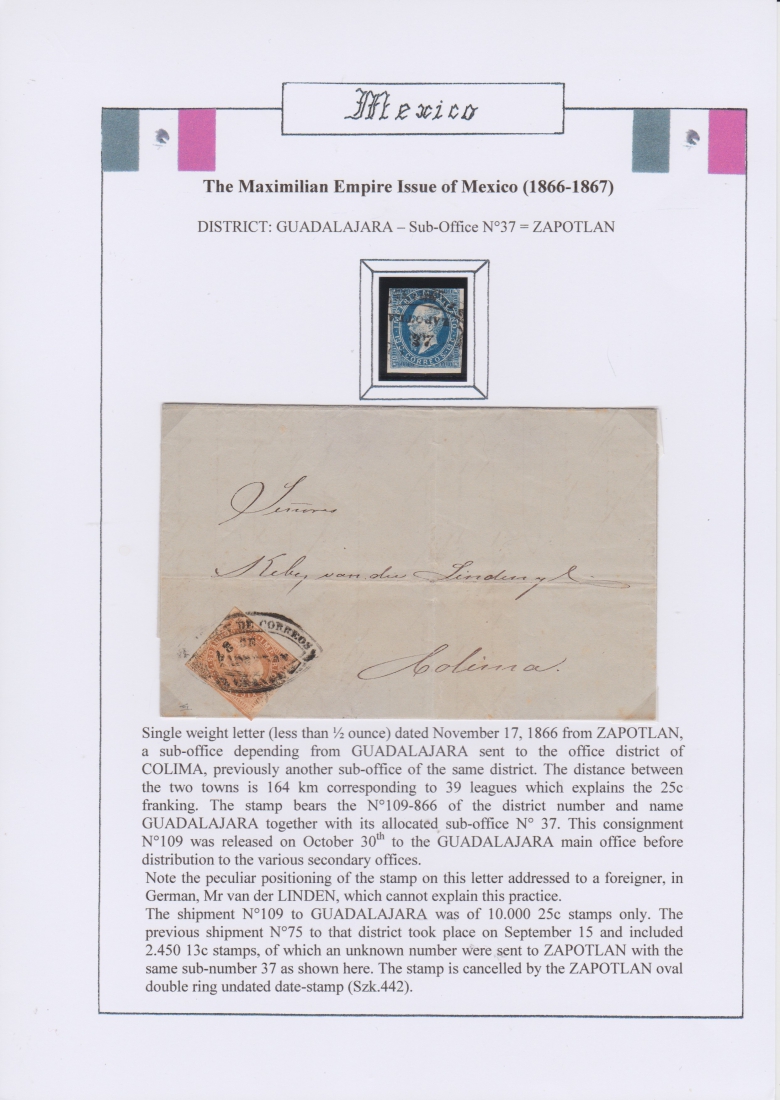 Mexico
The Maximilian Empire Issue of Mexico (1866-1867)
DISTRICT: GUADALAJARA – Sub-Office N°37 = ZAPOTLAN
CORREOS
37
Señores
van der Linden y
DE CORREOS
Colima.
Single weight letter (less than ½ ounce) dated November 17, 1866 from ZAPOTLAN,
a sub-office depending from GUADALAJARA sent to the office district of
COLIMA, previously another sub-office of the same district. The distance between
the two towns is 164 km corresponding to 39 leagues which explains the 25c
franking. The stamp bears the N°109-866 of the district number and name
GUADALAJARA together with its allocated sub-office N° 37. This consignment
N°109 was released on October 30th to the GUADALAJARA main office before
distribution to the various secondary offices.
Note the peculiar positioning of the stamp on this letter addressed to a foreigner, in
German, Mr van der LINDEN, which cannot explain this practice.
The shipment N°109 to GUADALAJARA was of 10.000 25c stamps only. The
previous shipment N°75 to that district took place on September 15 and included
2.450 13c stamps, of which an unknown number were sent to ZAPOTLAN with the
same sub-number 37 as shown here. The stamp is cancelled by the ZAPOTLAN oval
double ring undated date-stamp (Szk.442).